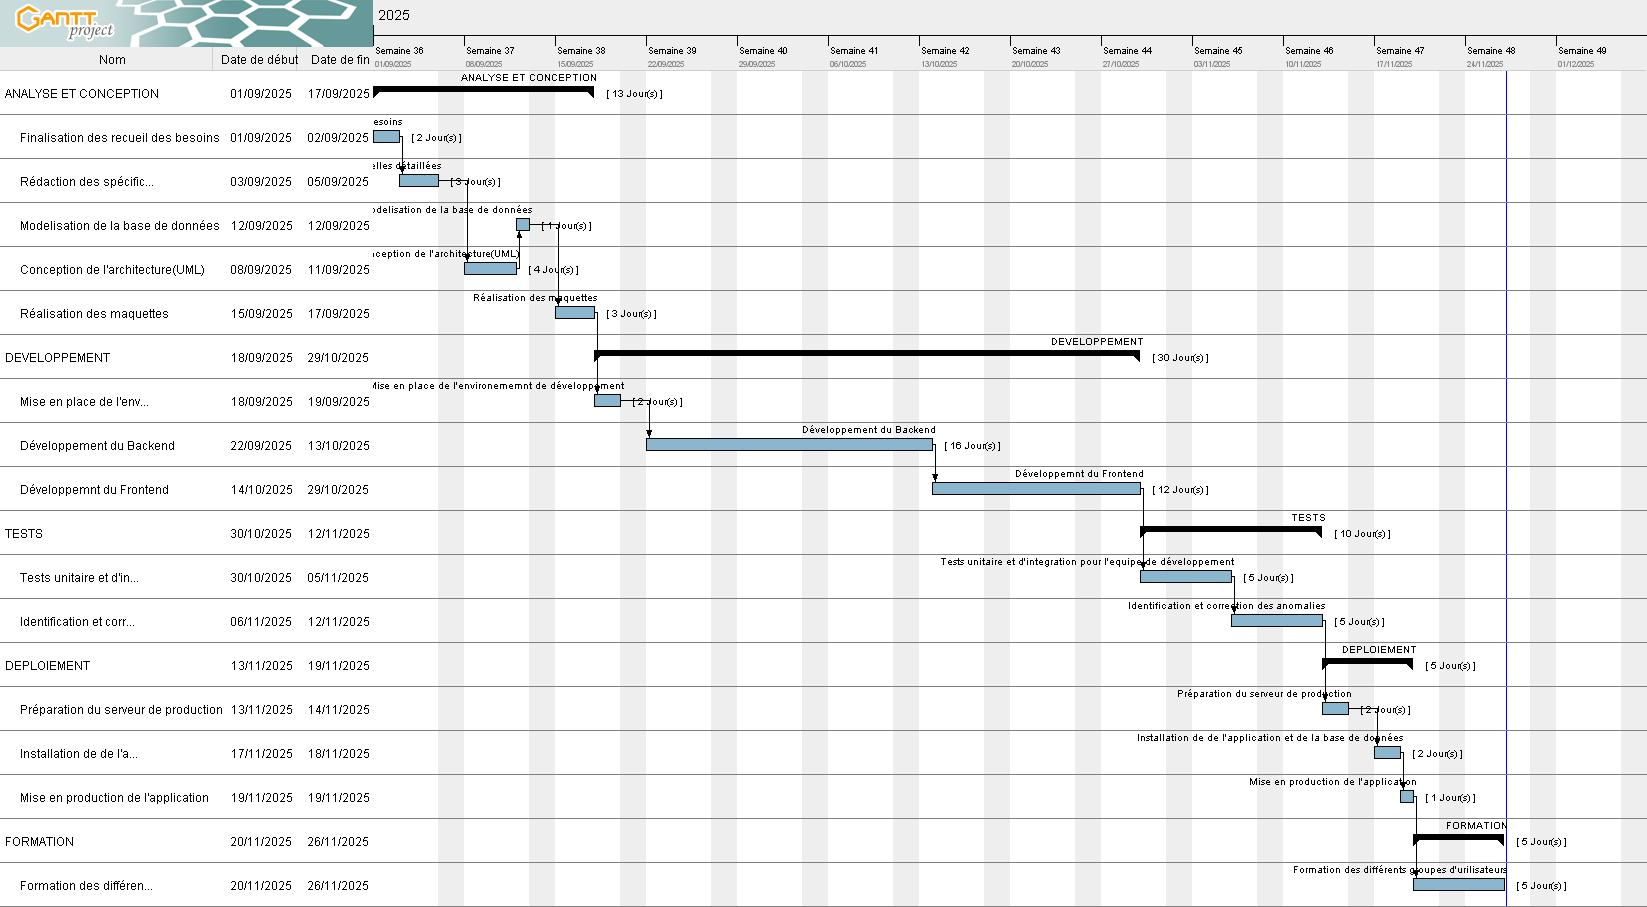 GANTT
project
2025
Semaine 36 Semaine 37 Semaine 38 Semaine 39 Semaine 40 Semaine 41 Semaine 42 Semaine 43 Semaine 44 Semaine 45 Semaine 46 Semaine 47 Semaine 48 Semaine 49
Nom Date de début Date de fin 01/09/2025 08/09/2025 15/09/2025 22/09/2025 29/09/2025 06/10/2025 13/10/2025 20/10/2025 27/10/2025 03/11/2025 10/11/2025 17/11/2025 24/11/2025 01/12/2025
ANALYSE ET CONCEPTION
ANALYSE ET CONCEPTION 01/09/2025 17/09/2025 [ 13 Jour(s) ]
esoins
Finalisation des recueil des besoins 01/09/2025 02/09/2025 [ 2 Jour(s) ]
elles détaillées
Rédaction des spécific... 03/09/2025 05/09/2025 [ 3 Jour(s) ]
odelisation de la base de données
Modelisation de la base de données 12/09/2025 12/09/2025 [ 1 Jour(s) ]
nception de l'architecture(UML)
Conception de l'architecture(UML) 08/09/2025 11/09/2025 [ 4 Jour(s) ]
Réalisation des maquettes
Réalisation des maquettes 15/09/2025 17/09/2025 [ 3 Jour(s) ]
DEVELOPPEMENT
DEVELOPPEMENT 18/09/2025 29/10/2025 [ 30 Jour(s) ]
Mise en place de l'environememnt de développement
Mise en place de l'env... 18/09/2025 19/09/2025 [ 2 Jour(s) ]
Développement du Backend
Développement du Backend 22/09/2025 13/10/2025 [ 16 Jour(s) ]
Développemnt du Frontend
Développemnt du Frontend 14/10/2025 29/10/2025 [ 12 Jour(s) ]
TESTS
TESTS 30/10/2025 12/11/2025 [ 10 Jour(s) ]
Tests unitaire et d'integration pour l'equipe de développement
Tests unitaire et d'in... 30/10/2025 05/11/2025 [ 5 Jour(s) ]
Identification et correction des anomalies
Identification et corr... 06/11/2025 12/11/2025 [ 5 Jour(s) ]
DEPLOIEMENT
DEPLOIEMENT 13/11/2025 19/11/2025 [ 5 Jour(s) ]
Préparation du serveur de production
Préparation du serveur de production 13/11/2025 14/11/2025 [ 2 Jour(s) ]
Installation de de l'application et de la base de données
Installation de de l'a... 17/11/2025 18/11/2025 [ 2 Jour(s) ]
Mise en production de l'application
Mise en production de l'application 19/11/2025 19/11/2025 [ 1 Jour(s) ]
FORMATION
FORMATION 20/11/2025 26/11/2025 [ 5 Jour(s) ]
Formation des différents groupes d'urilisateurs
Formation des différen... 20/11/2025 26/11/2025 [ 5 Jour(s) ]